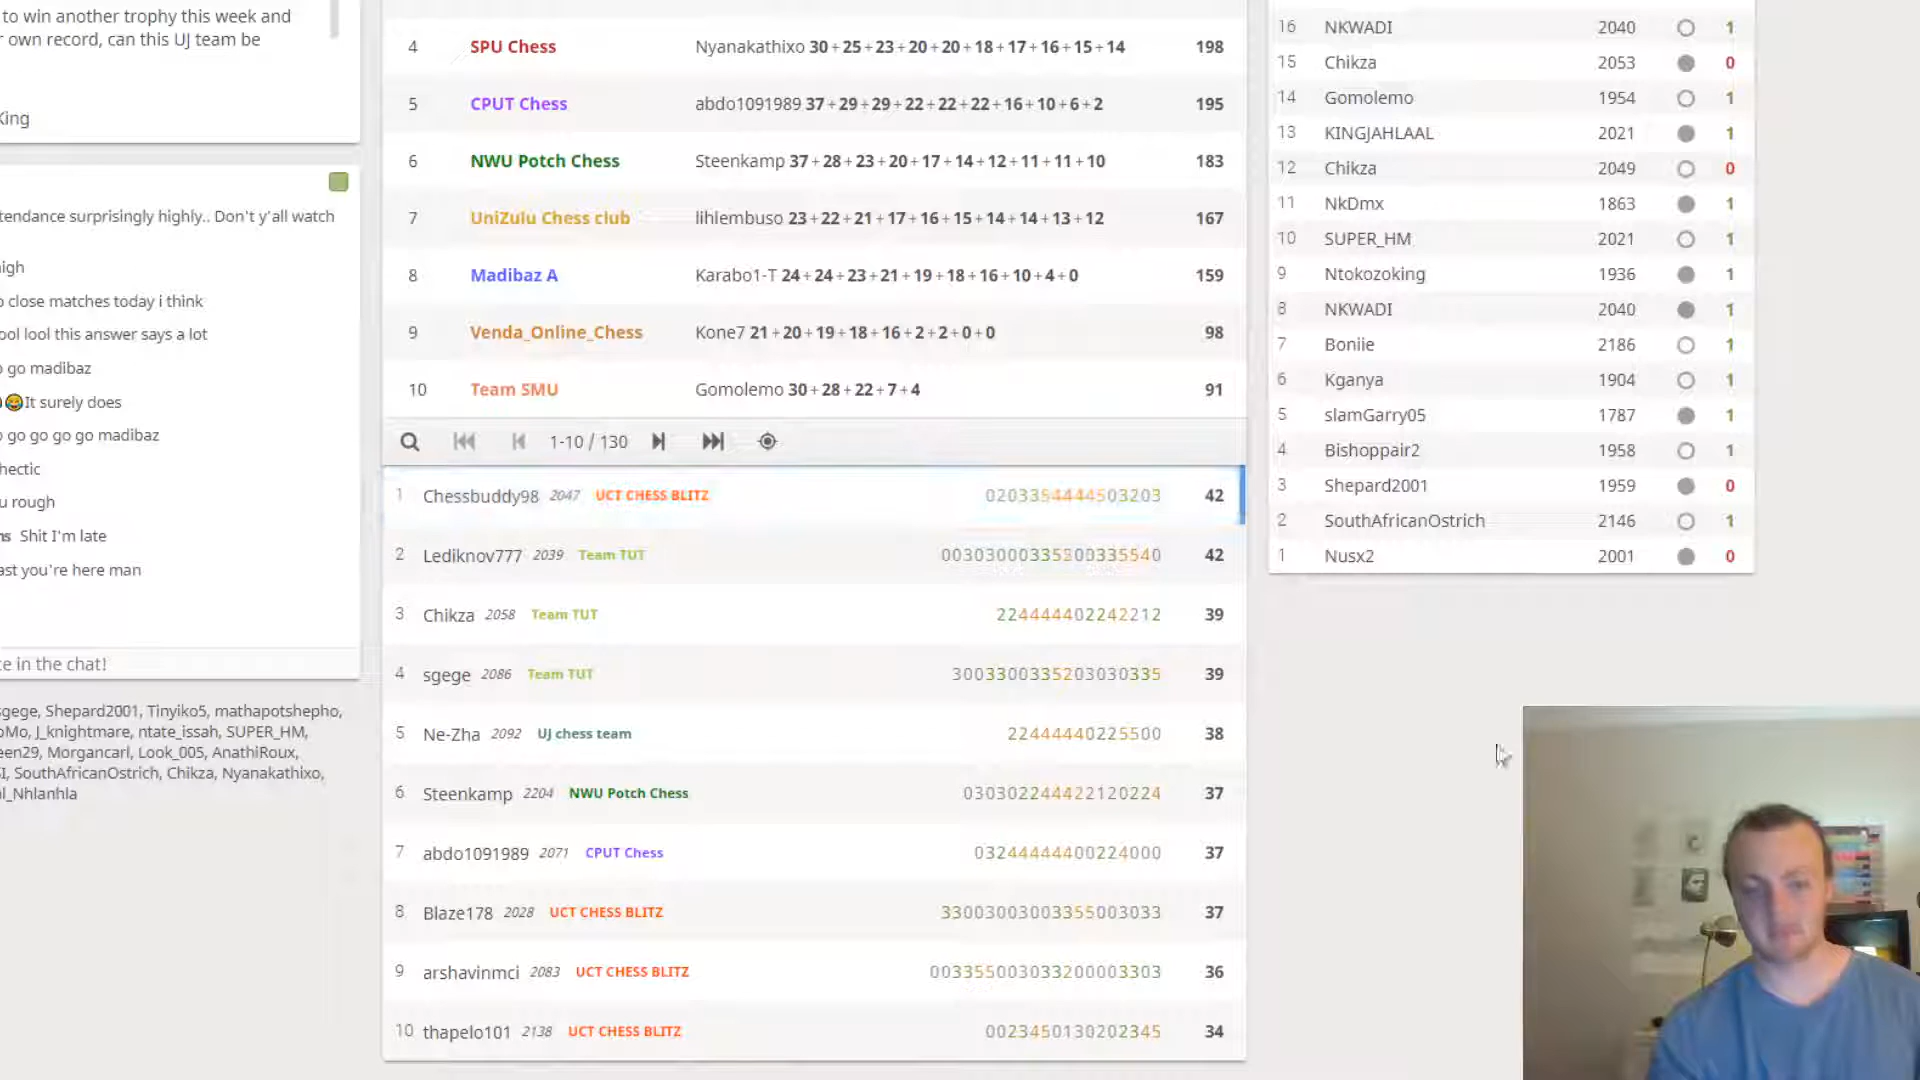 to win another trophy this week and
r own record, can this UJ team be
King
tendance surprisingly highly.. Don't y'all watch
igh
o close matches today i think
ool lool this answer says a lot
o go madibaz
It surely does
o go go go go madibaz
hectic
u rough
ns Shit I'm late
ast you're here man
te in the chat!
sgege, Shepard2001, Tinyiko5, mathapotshepho,
oMo, J_knightmare, ntate_issah, SUPER_HM,
een29, Morgancarl, Look_005, AnathiRoux,
SI, SouthAfricanOstrich, Chikza, Nyanakathixo,
al_Nhlanhla
4 SPU Chess Nyanakathixo 30+25+23+20+20+18+17+16+15+14 198
5 CPUT Chess abdo1091989 37+29+29+22+22+22+16+10+6+2 195
6 NWU Potch Chess Steenkamp 37+28+23+20+17+14+12+11+11+10 183
7 UniZulu Chess club lihlembuso 23+22+21+17+16+15+14+14+13+12 167
8 Madibaz A Karabo1-T 24+24+23+21+19+18+16+10+4+0 159
9 Venda_Online_Chess Kone7 21+20+19+18+16+2+2+0+0 98
10 Team SMU Gomolemo 30+28+22+7+4 91
1-10 / 130
1 Chessbuddy98 2047 UCT CHESS BLITZ 0203354444503203 42
2 Lediknov777 2039 Team TUT 00303000335200335540 42
3 Chikza 2058 Team TUT 224444402242212 39
4 sgege 2086 Team TUT 3003300335203030335 39
5 Ne-Zha 2092 UJ chess team 22444440225500 38
6 Steenkamp 2204 NWU Potch Chess 030302244422120224 37
7 abdo1091989 2071 CPUT Chess 03244444400224000 37
8 Blaze178 2028 UCT CHESS BLITZ 33003003003355003033 37
9 arshavinmci 2083 UCT CHESS BLITZ 003355003033200003303 36
10 thapelo101 2138 UCT CHESS BLITZ 0023450130202345 34
16 NKWADI 2040 1
15 Chikza 2053 0
14 Gomolemo 1954 1
13 KINGJAHLAAL 2021 1
12 Chikza 2049 0
11 NkDmx 1863 1
10 SUPER_HM 2021 1
9 Ntokozoking 1936 1
8 NKWADI 2040 1
7 Boniie 2186 1
6 Kganya 1904 1
5 slamGarry05 1787 1
4 Bishoppair2 1958 1
3 Shepard2001 1959 0
2 SouthAfricanOstrich 2146 1
1 Nusx2 2001 0